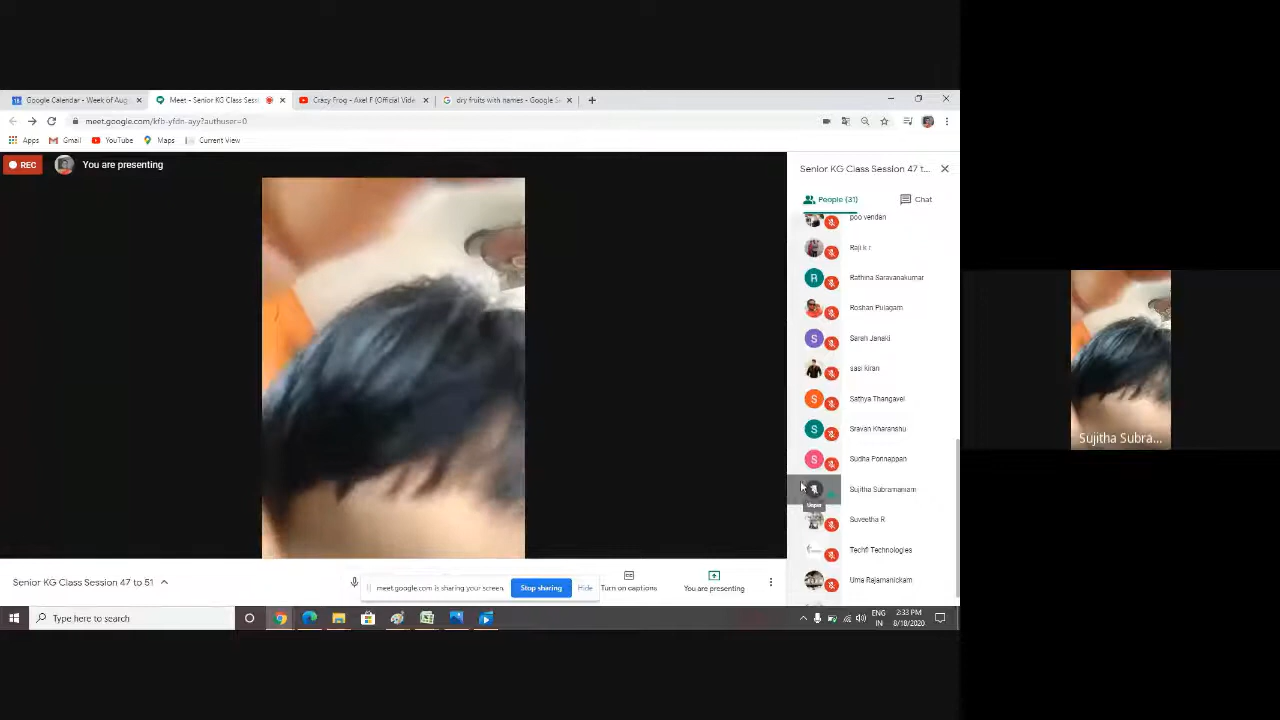 Google Calendar - Week of Aug
Meet - Senior KG Class Sessi
Crazy Frog - Axel F (Official Vide
dry fruits with names - Google S
meet.google.com/kfb-yfdn-ayy?authuser=0
Apps
Gmail
YouTube
Maps
Current View
REC
You are presenting
Senior KG Class Session 47 t...
People (31)
Chat
poo vendan
Raji k r
R
Rathina Saravanakumar
Roshan Pulagam
S
Sarah Janaki
sasi kiran
S
Sathya Thangavel
S
Sravan Kharanshu
S
Sudha Ponnappan
Sujitha Subramaniam
Unpin
Suveetha R
Techfi Technologies
Uma Rajamanickam
Sujitha Subra...
Senior KG Class Session 47 to 51
meet.google.com is sharing your screen.
Stop sharing
Hide
Turn on captions
You are presenting
Type here to search
ENG
IN
2:33 PM
8/18/2020